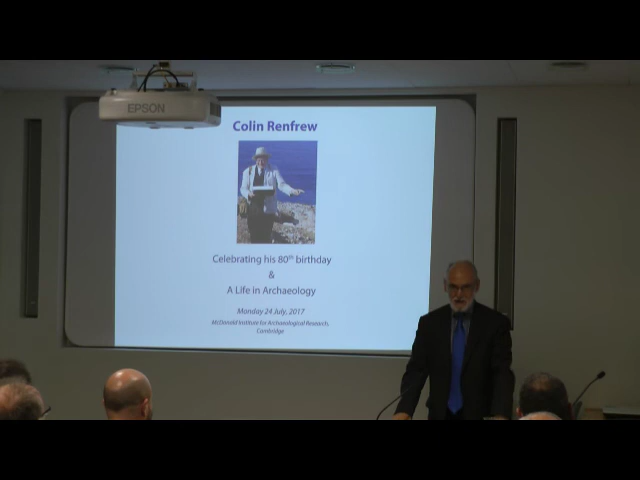 EPSON
Colin Renfrew
Celebrating his 80th birthday
&
A Life in Archaeology
Monday 24 July, 2017
McDonald Institute for Archaeological Research,
Cambridge